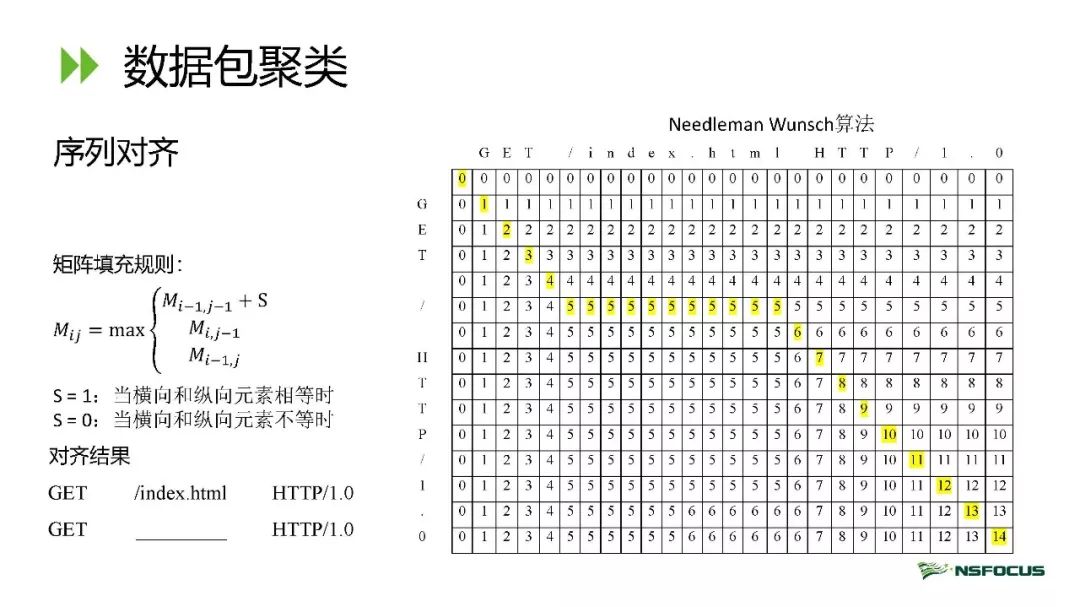 数据包聚类
序列对齐
矩阵填充规则：
M_{ij} = max { M_{i−1,j−1} + S
M_{i,j−1}
M_{i−1,j}
S = 1：当横向和纵向元素相等时
S = 0：当横向和纵向元素不等时
对齐结果
GET /index.html HTTP/1.0
GET ________ HTTP/1.0
Needleman Wunsch算法
G E T / i n d e x . h t m l H T T P / 1 . 0
0 0 0 0 0 0 0 0 0 0 0 0 0 0 0 0 0 0 0 0 0 0 0 0 0
G 0 1 1 1 1 1 1 1 1 1 1 1 1 1 1 1 1 1 1 1 1 1 1 1 1
E 0 1 2 2 2 2 2 2 2 2 2 2 2 2 2 2 2 2 2 2 2 2 2 2 2
T 0 1 2 3 3 3 3 3 3 3 3 3 3 3 3 3 3 3 3 3 3 3 3 3 3
0 1 2 3 4 4 4 4 4 4 4 4 4 4 4 4 4 4 4 4 4 4 4 4 4
/ 0 1 2 3 4 5 5 5 5 5 5 5 5 5 5 5 5 5 5 5 5 5 5 5 5
0 1 2 3 4 5 5 5 5 5 5 5 5 5 5 5 6 6 6 6 6 6 6 6 6
H 0 1 2 3 4 5 5 5 5 5 5 5 5 5 5 5 6 7 7 7 7 7 7 7 7
T 0 1 2 3 4 5 5 5 5 5 5 5 5 5 5 5 6 7 8 8 8 8 8 8 8
T 0 1 2 3 4 5 5 5 5 5 5 5 5 5 5 5 6 7 8 9 9 9 9 9 9
P 0 1 2 3 4 5 5 5 5 5 5 5 5 5 5 5 6 7 8 9 10 10 10 10 10
/ 0 1 2 3 4 5 5 5 5 5 5 5 5 5 5 5 6 7 8 9 10 11 11 11 11
1 0 1 2 3 4 5 5 5 5 5 5 5 5 5 5 5 6 7 8 9 10 11 12 12 12
. 0 1 2 3 4 5 5 5 5 5 5 6 6 6 6 6 6 7 8 9 10 11 12 13 13
0 0 1 2 3 4 5 5 5 5 5 5 6 6 6 6 6 6 7 8 9 10 11 12 13 14
NSFOCUS